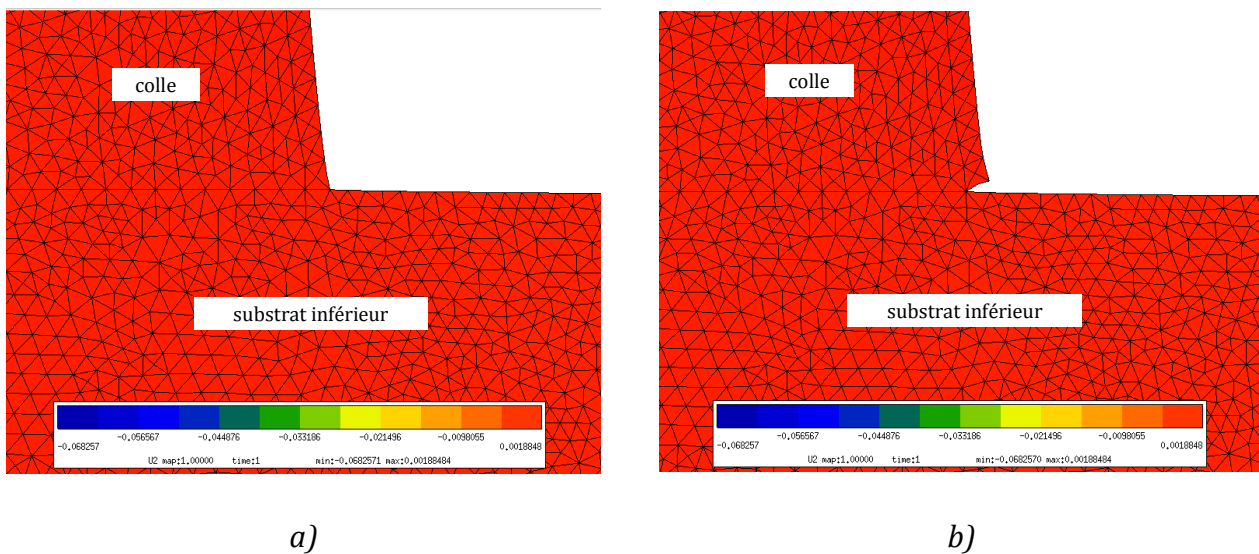 colle
substrat inférieur
-0.068257 -0.056567 -0.044876 -0.033186 -0.021496 -0.0098055 0.0018848
U2 map:1.00000 time:1 min:-0.0682571 max:0.00188484
a)
colle
substrat inférieur
-0.068257 -0.056567 -0.044876 -0.033186 -0.021496 -0.0098055 0.0018848
U2 map:1.00000 time:1 min:-0.0682570 max:0.00188484
b)